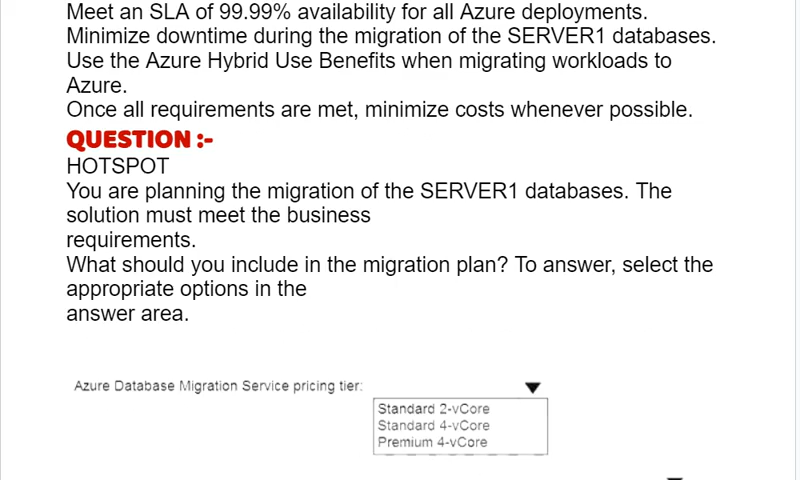 Meet an SLA of 99.99% availability for all Azure deployments.
Minimize downtime during the migration of the SERVER1 databases.
Use the Azure Hybrid Use Benefits when migrating workloads to
Azure.
Once all requirements are met, minimize costs whenever possible.
QUESTION :-
HOTSPOT
You are planning the migration of the SERVER1 databases. The
solution must meet the business
requirements.
What should you include in the migration plan? To answer, select the
appropriate options in the
answer area.
Azure Database Migration Service pricing tier:
Standard 2-vCore
Standard 4-vCore
Premium 4-vCore